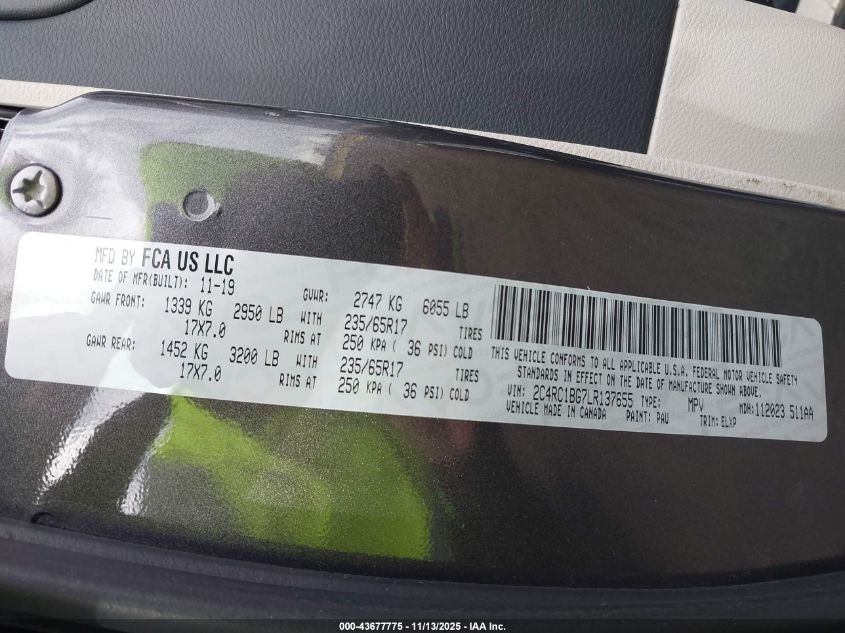 MFD BY FCA US LLC
DATE OF MFR(BUILT): 11-19 GVWR: 2747 KG 6055 LB
GAWR FRONT: 1339 KG 2950 LB WITH 235/65R17 TIRES
17X7.0 RIMS AT 250 KPA ( 36 PSI) COLD
GAWR REAR: 1452 KG 3200 LB WITH 235/65R17 TIRES
17X7.0 RIMS AT 250 KPA ( 36 PSI) COLD
THIS VEHICLE CONFORMS TO ALL APPLICABLE U.S.A. FEDERAL MOTOR VEHICLE SAFETY
STANDARDS IN EFFECT ON THE DATE OF MANUFACTURE SHOWN ABOVE.
VIN: 2C4RC1BG7LR137655 TYPE: MPV MDH: 112023 511AA
VEHICLE MADE IN CANADA PAINT: PAU TRIM: ELXP
000-43677775 | 11/13/2025 | IAA Inc.